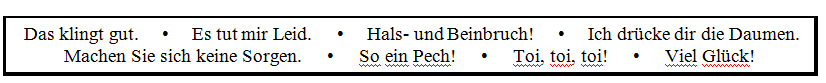 Das klingt gut. • Es tut mir Leid. • Hals- und Beinbruch! • Ich drücke dir die Daumen.
Machen Sie sich keine Sorgen. • So ein Pech! • Toi, toi, toi! • Viel Glück!